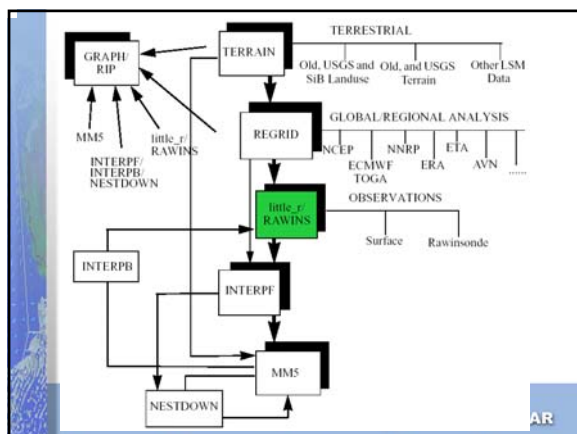 TERRESTRIAL
GRAPH/
RIP
TERRAIN
Old, USGS and
SiB Landuse
Old, and USGS
Terrain
Other LSM
Data
GLOBAL/REGIONAL ANALYSIS
REGRID
MM5
little_r/
RAWINS
INTERPF/
INTERPB/
NESTDOWN
NCEP
ECMWF
TOGA
NNRP
ERA
ETA
AVN
......
little_r/
RAWINS
OBSERVATIONS
Surface
Rawinsonde
INTERPB
INTERPF
MM5
NESTDOWN
AR